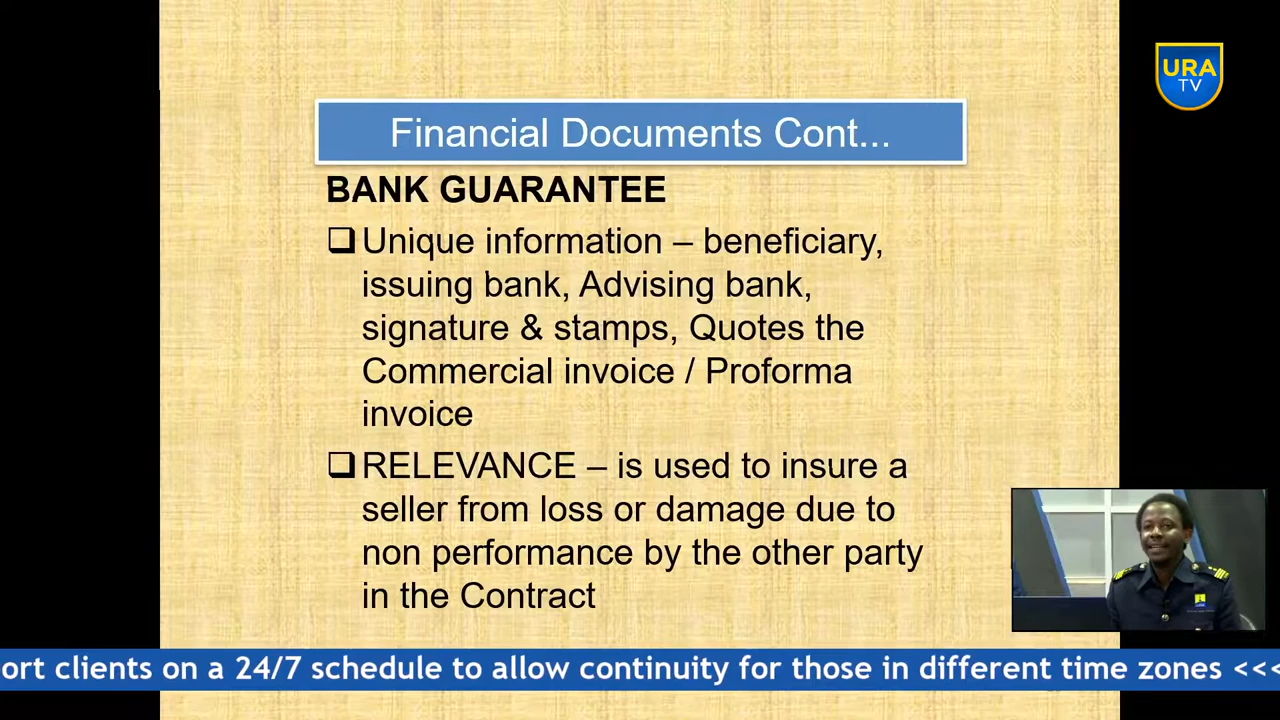 URA
TV
Financial Documents Cont...
BANK GUARANTEE
Unique information – beneficiary,
issuing bank, Advising bank,
signature & stamps, Quotes the
Commercial invoice / Proforma
invoice
RELEVANCE – is used to insure a
seller from loss or damage due to
non performance by the other party
in the Contract
ort clients on a 24/7 schedule to allow continuity for those in different time zones <<<